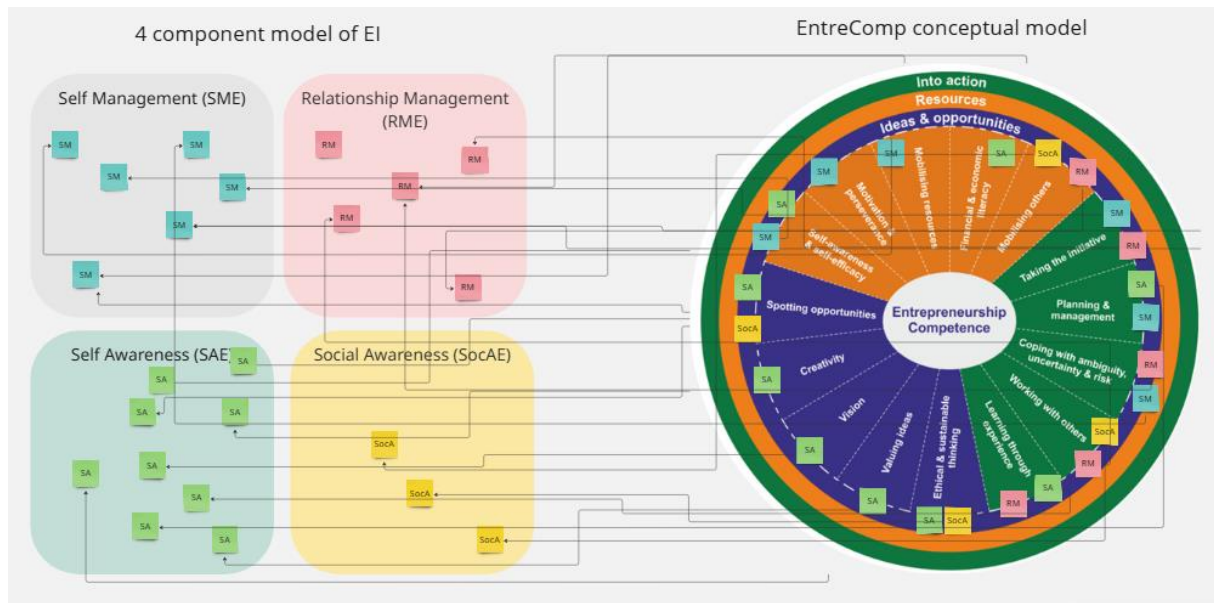 4 component model of EI
EntreComp conceptual model
Self Management (SME)
SM
SM
SM
SM
SM
SM
Relationship Management
(RME)
RM
RM
RM
RM
RM
Self Awareness (SAE)
SA
SA
SA
SA
SA
SA
SA
SA
SA
Social Awareness (SocAE)
SocA
SocA
SocA
Into action
Resources
Ideas & opportunities
SM
SA
SocA
RM
SM
SA
SM
SM
RM
SA
SM
RM
SM
SocA
RM
SA
RM
SocA
SA
SA
SA
SA
SocA
SA
Mobilising resources
Financial & economic
literacy
Mobilising others
Motivation &
perseverance
Self-awareness
& self-efficacy
Taking the initiative
Planning &
management
Coping with ambiguity,
uncertainty & risk
Working with others
Learning through
experience
Ethical & sustainable
thinking
Valuing ideas
Vision
Creativity
Spotting opportunities
Entrepreneurship
Competence